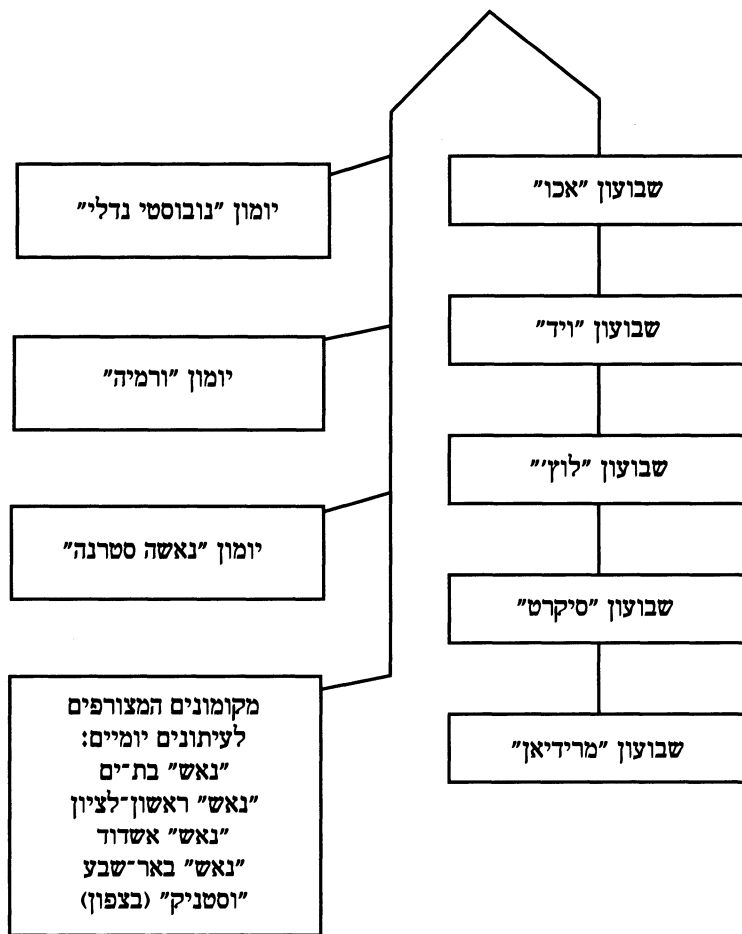 שבועון "אכו"
שבועון "ויד"
שבועון "לוץ'"
שבועון "סיקרט"
שבועון "מרידיאן"
יומון "נובוסטי נדלי"
יומון "ורמיה"
יומון "נאשה סטרנה"
מקומונים המצורפים
לעיתונים יומיים:
"נאש" בת־ים
"נאש" ראשון־לציון
"נאש" אשדוד
"נאש" באר־שבע
"וסטניק" (בצפון)